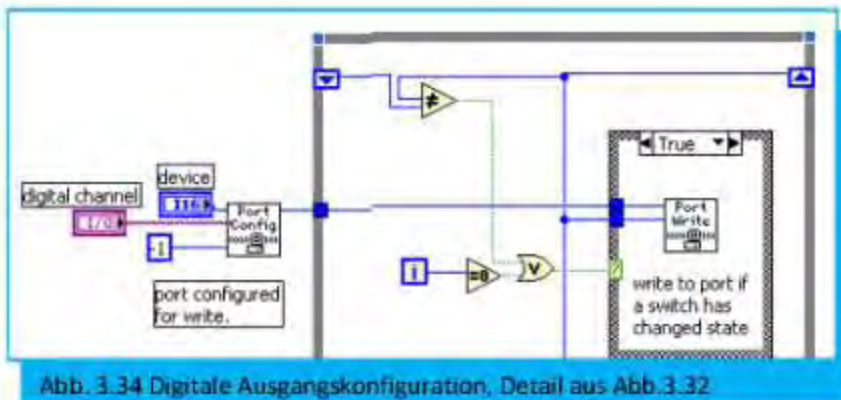 True
device
digital channel
I16
I/O
Port
Config
Port
Write
-1
i
=0
V
?
≠
port configured
for write.
write to port if
a switch has
changed state
Abb. 3.34 Digitale Ausgangskonfiguration, Detail aus Abb.3.32